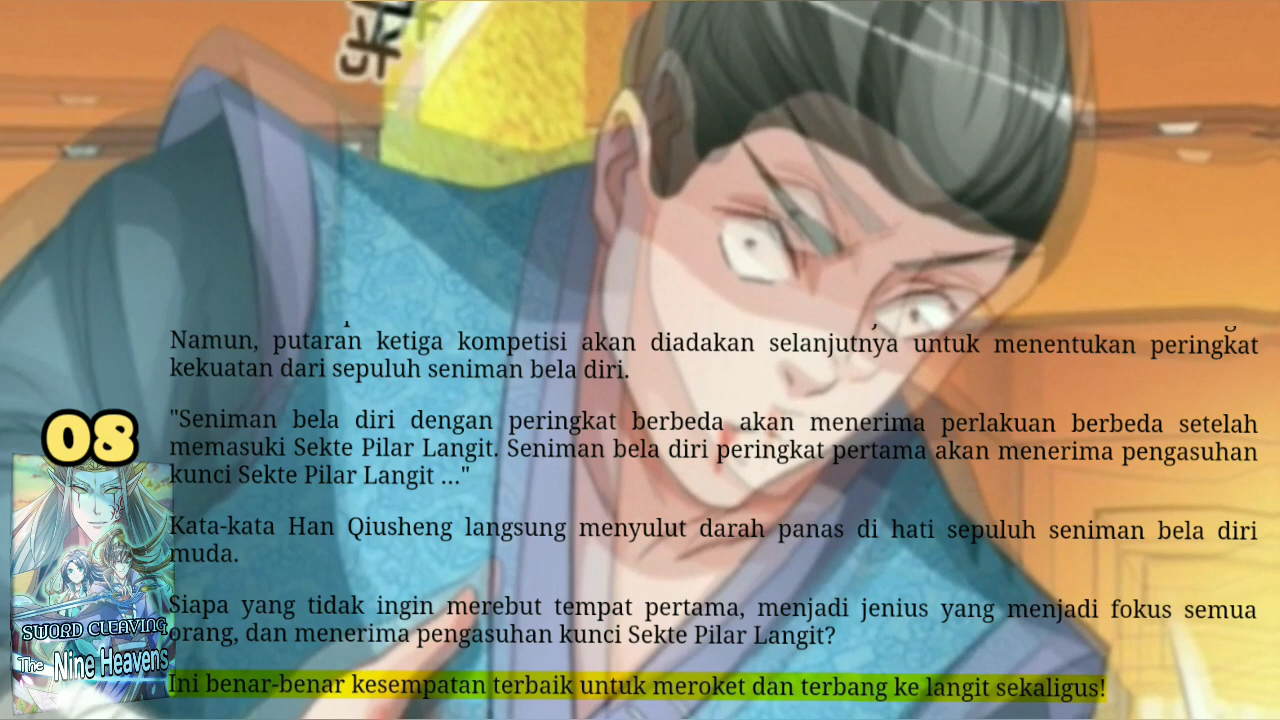 Namun, putaran ketiga kompetisi akan diadakan selanjutnya untuk menentukan peringkat
kekuatan dari sepuluh seniman bela diri.
"Seniman bela diri dengan peringkat berbeda akan menerima perlakuan berbeda setelah
memasuki Sekte Pilar Langit. Seniman bela diri peringkat pertama akan menerima pengasuhan
kunci Sekte Pilar Langit ..."
Kata-kata Han Qiusheng langsung menyulut darah panas di hati sepuluh seniman bela diri
muda.
Siapa yang tidak ingin merebut tempat pertama, menjadi jenius yang menjadi fokus semua
orang, dan menerima pengasuhan kunci Sekte Pilar Langit?
Ini benar-benar kesempatan terbaik untuk meroket dan terbang ke langit sekaligus!
08
SWORD CLEAVING
The Nine Heavens